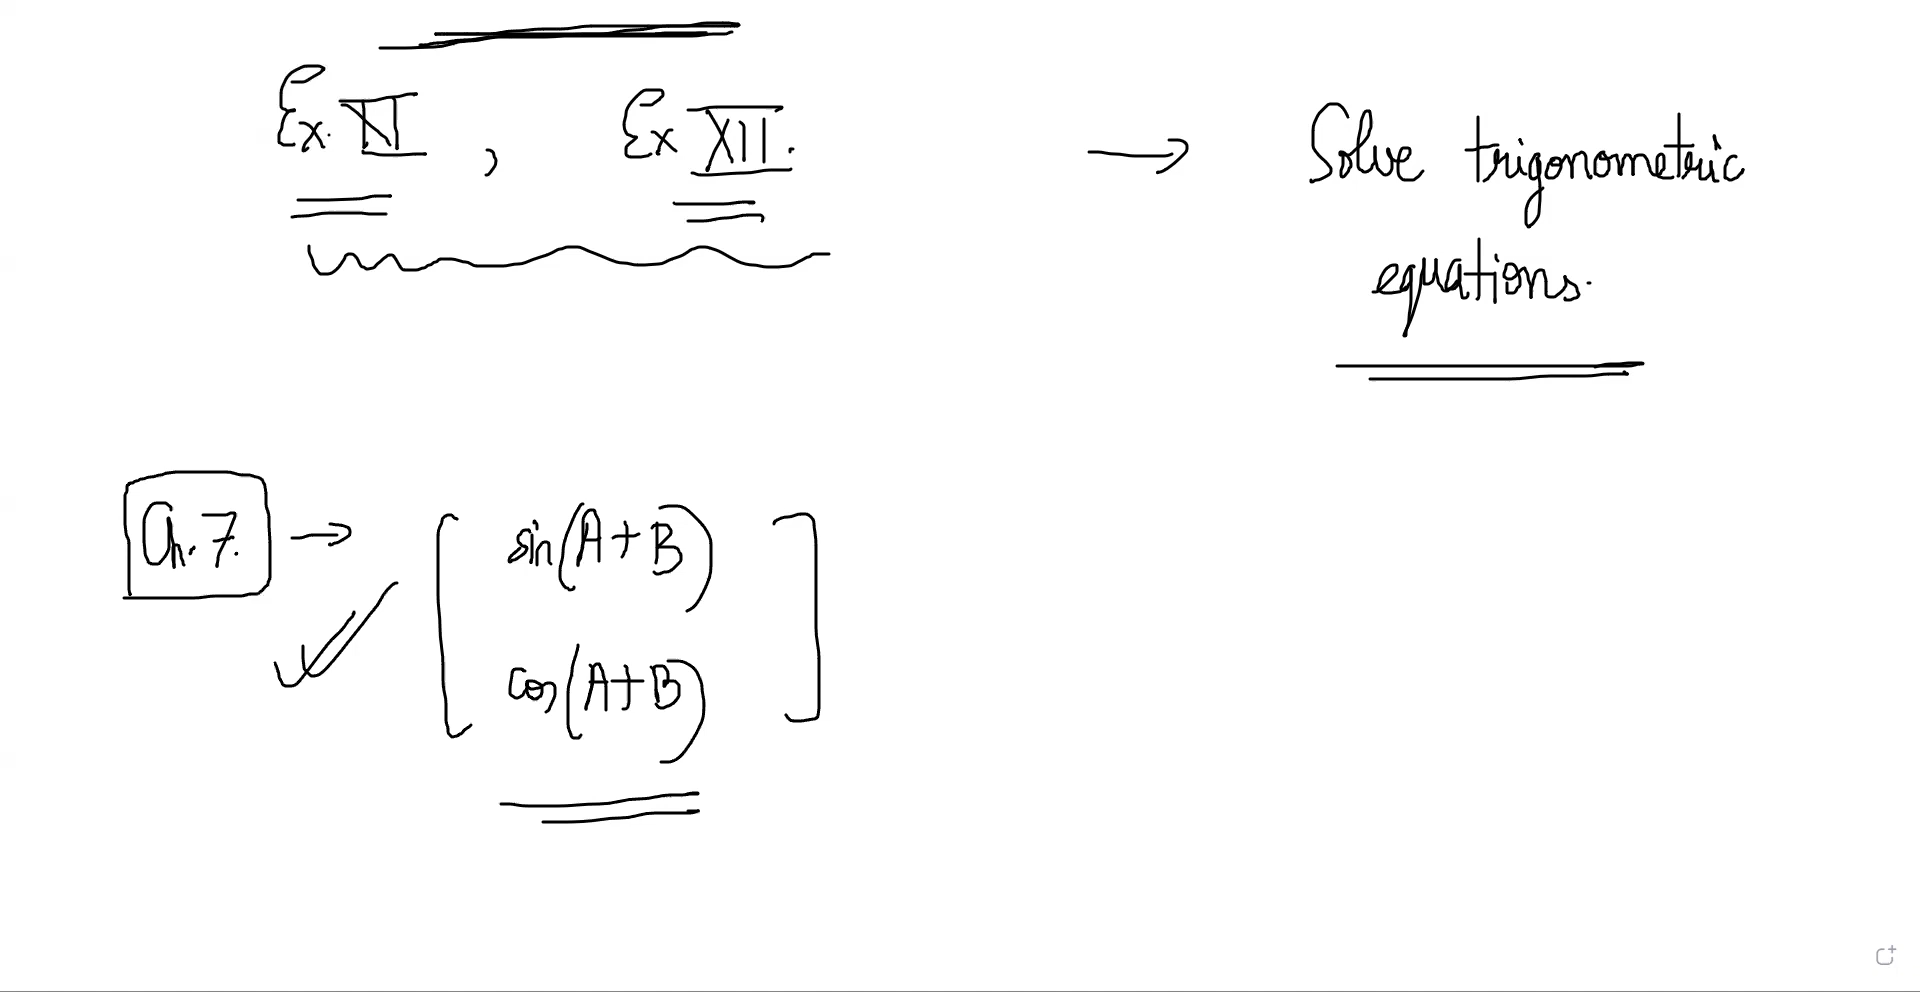 Ex. XI , Ex XII. → Solve trigonometric
equations.
Ch. 7. → [ sin(A+B)
cos(A+B) ]